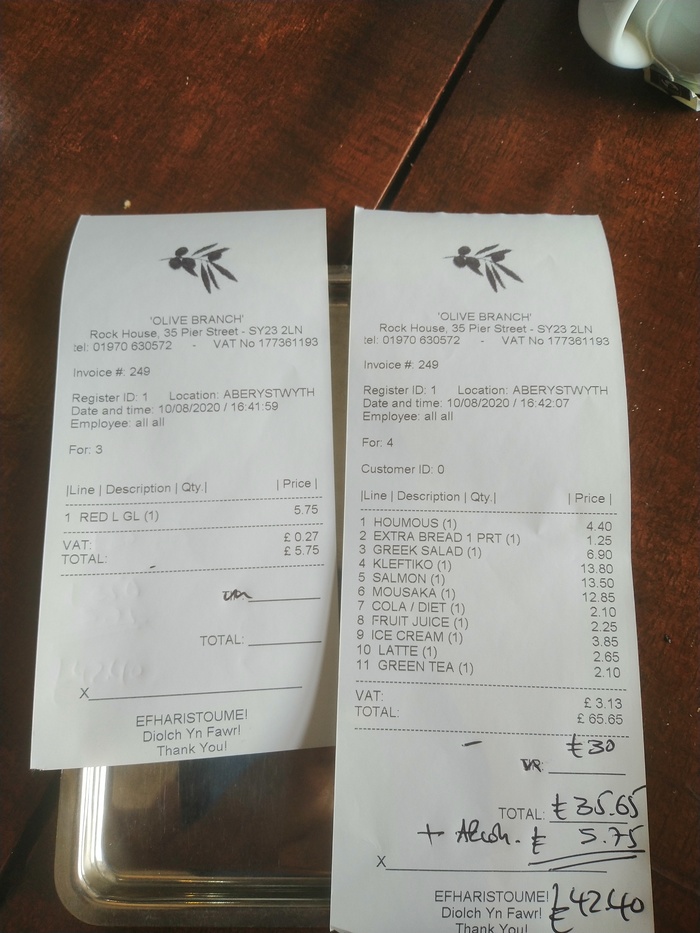 'OLIVE BRANCH'
Rock House, 35 Pier Street - SY23 2LN
tel: 01970 630572 - VAT No 177361193
Invoice #: 249
Register ID: 1 Location: ABERYSTWYTH
Date and time: 10/08/2020 / 16:41:59
Employee: all all
For: 3
|Line | Description | Qty.| | Price |
1 RED L GL (1) 5.75
VAT: £ 0.27
TOTAL: £ 5.75
TOTAL:
X
EFHARISTOUME!
Diolch Yn Fawr!
Thank You!
'OLIVE BRANCH'
Rock House, 35 Pier Street - SY23 2LN
tel: 01970 630572 - VAT No 177361193
Invoice #: 249
Register ID: 1 Location: ABERYSTWYTH
Date and time: 10/08/2020 / 16:42:07
Employee: all all
For: 4
Customer ID: 0
|Line | Description | Qty.| | Price |
1 HOUMOUS (1) 4.40
2 EXTRA BREAD 1 PRT (1) 1.25
3 GREEK SALAD (1) 6.90
4 KLEFTIKO (1) 13.80
5 SALMON (1) 13.50
6 MOUSAKA (1) 12.85
7 COLA / DIET (1) 2.10
8 FRUIT JUICE (1) 2.25
9 ICE CREAM (1) 3.85
10 LATTE (1) 2.65
11 GREEN TEA (1) 2.10
VAT: £ 3.13
TOTAL: £ 65.65
- £30
TOTAL: £35.65
+ Alcoh. £ 5.75
X
£42.40
EFHARISTOUME!
Diolch Yn Fawr!
Thank You!